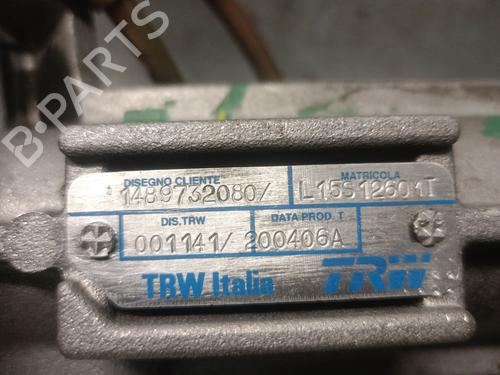 B-PARTS
DISEGNO CLIENTE
MATRICOLA
1489732080/
L15S12601T
DIS.TRW
DATA PROD. T
001141/
200406A
TRW Italia
TRW